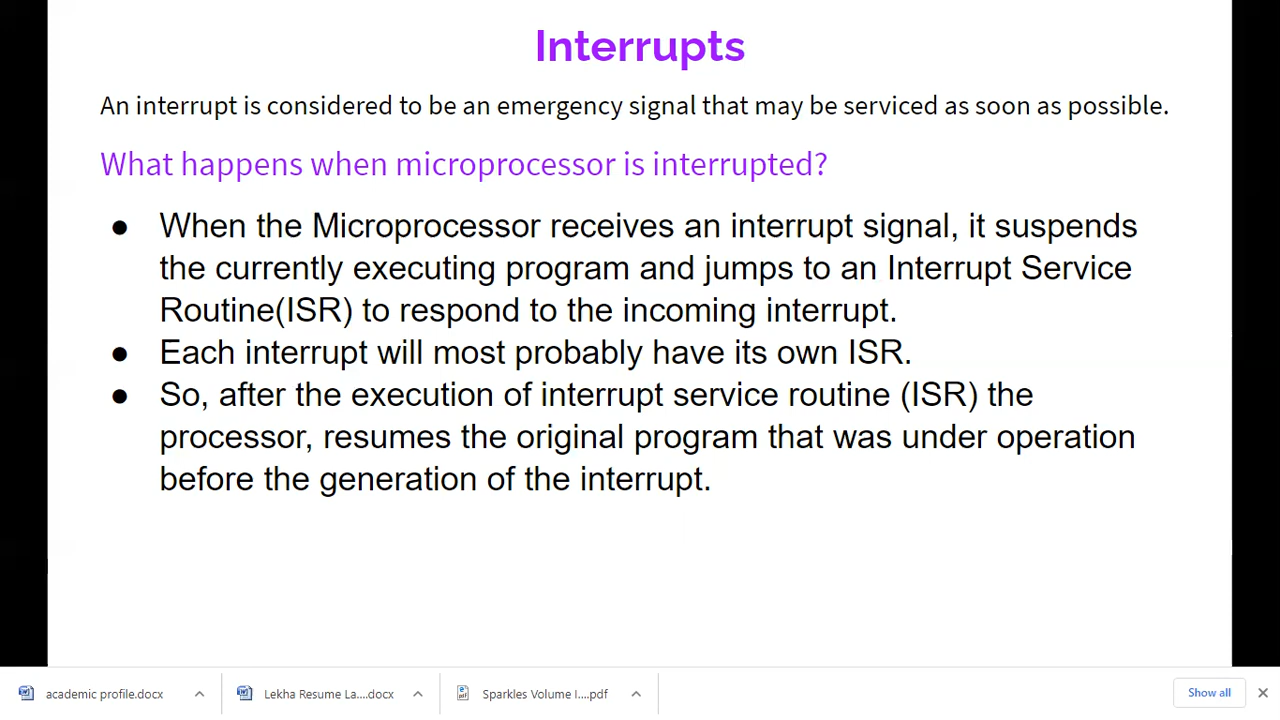 Interrupts
An interrupt is considered to be an emergency signal that may be serviced as soon as possible.
What happens when microprocessor is interrupted?
● When the Microprocessor receives an interrupt signal, it suspends
the currently executing program and jumps to an Interrupt Service
Routine(ISR) to respond to the incoming interrupt.
● Each interrupt will most probably have its own ISR.
● So, after the execution of interrupt service routine (ISR) the
processor, resumes the original program that was under operation
before the generation of the interrupt.
academic profile.docx Lekha Resume La....docx Sparkles Volume I....pdf Show all